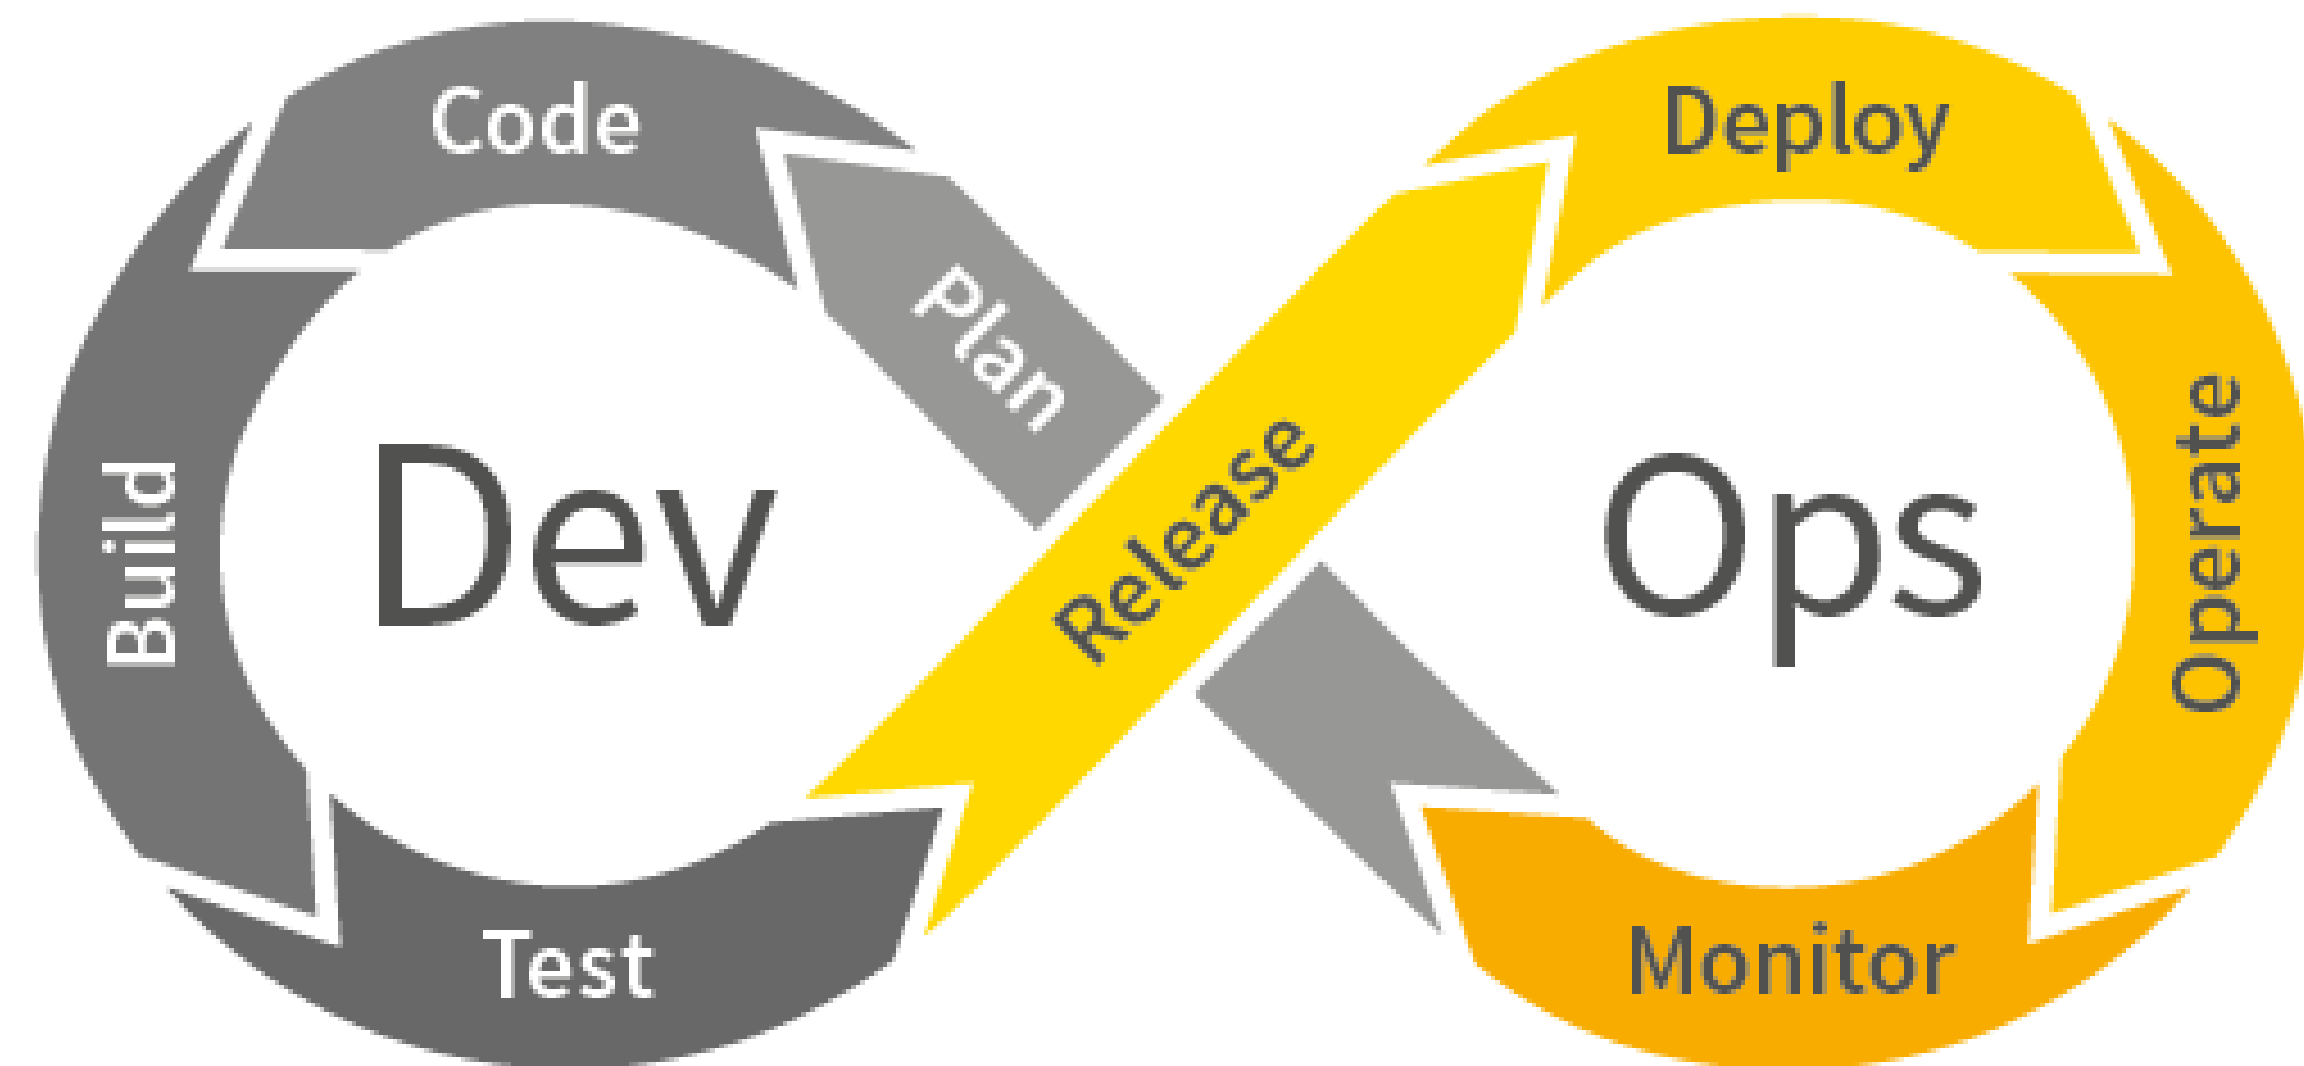 Code
Deploy
Plan
Dev
Ops
Build
Release
Operate
Test
Monitor